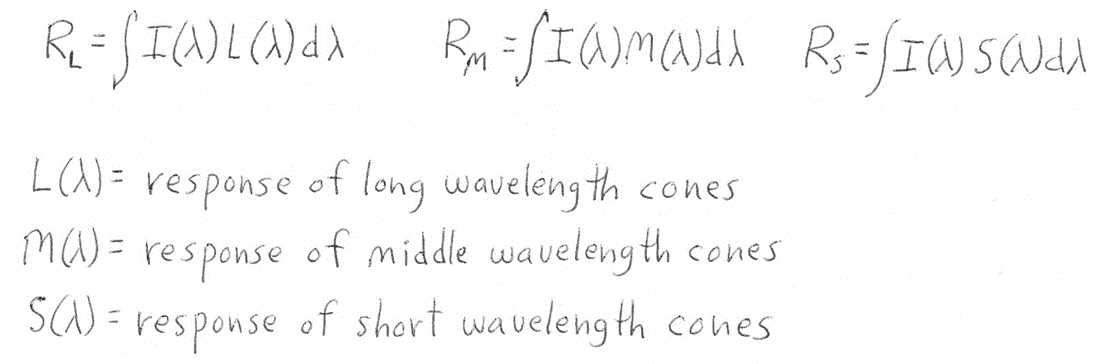 R_L = ∫I(λ)L(λ)dλ R_M = ∫I(λ)M(λ)dλ R_S = ∫I(λ)S(λ)dλ
L(λ) = response of long wavelength cones
M(λ) = response of middle wavelength cones
S(λ) = response of short wavelength cones